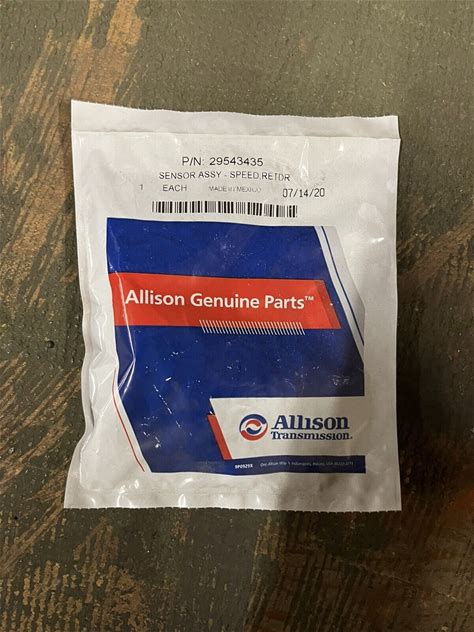 P/N: 29543435
SENSOR ASSY - SPEED,RETDR
1 EACH MADE IN MEXICO 07/14/20
Allison Genuine Parts™
Allison
Transmission®